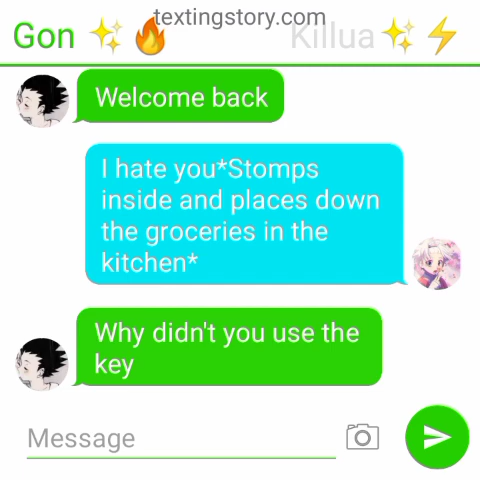 textingstory.com
Gon ✨🔥 Killua✨⚡
Welcome back
I hate you*Stomps
inside and places down
the groceries in the
kitchen*
Why didn't you use the
key
Message